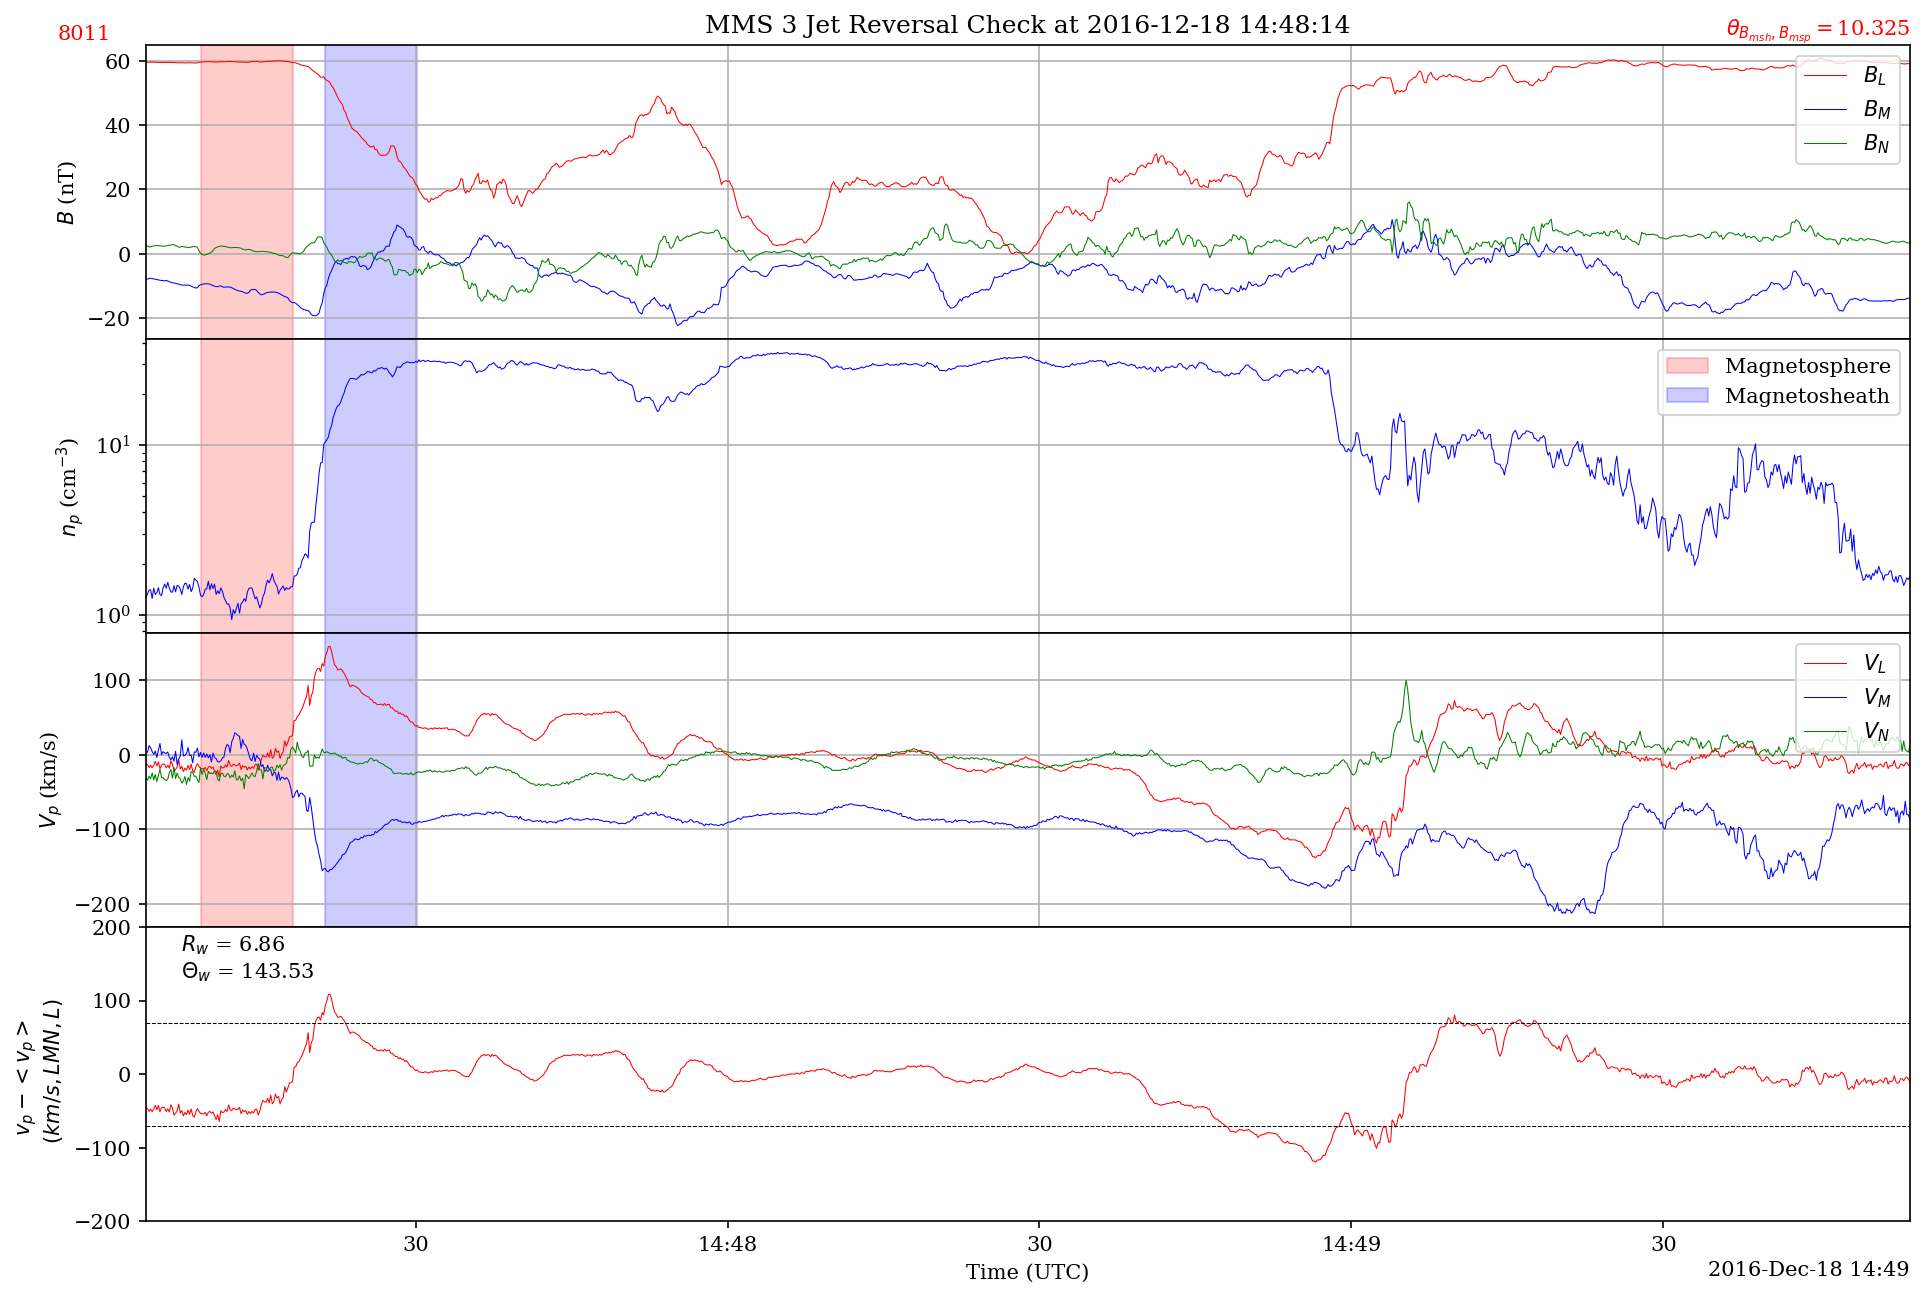 MMS 3 Jet Reversal Check at 2016-12-18 14:48:14
8011
θ_{B_{msh}, B_{msp}} = 10.325
60
40
20
0
−20
B (nT)
B_L
B_M
B_N
10^1
10^0
n_p (cm^{−3})
Magnetosphere
Magnetosheath
100
0
−100
−200
V_p (km/s)
V_L
V_M
V_N
200
100
0
−100
−200
v_p − < v_p >
(km/s, LMN, L)
R_w = 6.86
Θ_w = 143.53
30
14:48
30
14:49
30
Time (UTC)
2016-Dec-18 14:49